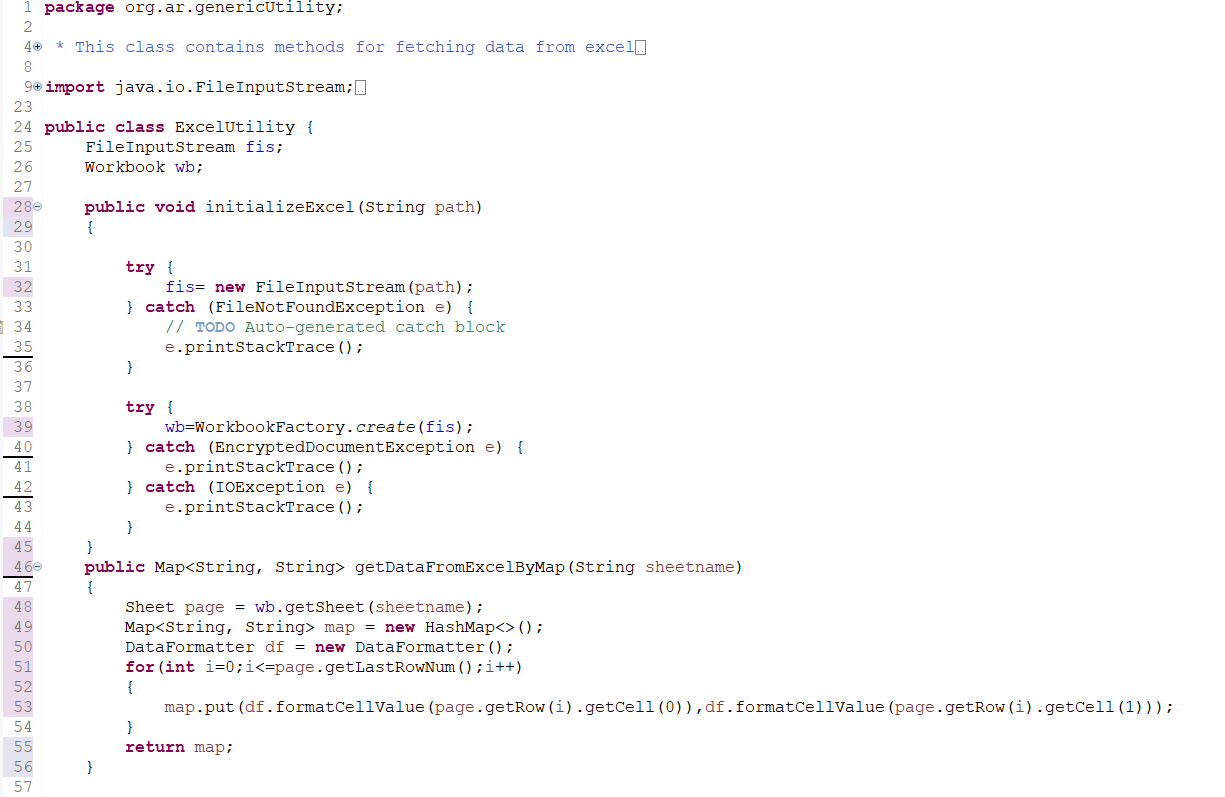 1 package org.ar.genericUtility;
2
4 * This class contains methods for fetching data from excel
8
9 import java.io.FileInputStream;
23
24 public class ExcelUtility {
25     FileInputStream fis;
26     Workbook wb;
27
28     public void initializeExcel(String path)
29     {
30
31         try {
32             fis= new FileInputStream(path);
33         } catch (FileNotFoundException e) {
34             // TODO Auto-generated catch block
35             e.printStackTrace();
36         }
37
38         try {
39             wb=WorkbookFactory.create(fis);
40         } catch (EncryptedDocumentException e) {
41             e.printStackTrace();
42         } catch (IOException e) {
43             e.printStackTrace();
44         }
45     }
46     public Map<String, String> getDataFromExcelByMap(String sheetname)
47     {
48         Sheet page = wb.getSheet(sheetname);
49         Map<String, String> map = new HashMap<>();
50         DataFormatter df = new DataFormatter();
51         for(int i=0;i<=page.getLastRowNum();i++)
52         {
53             map.put(df.formatCellValue(page.getRow(i).getCell(0)),df.formatCellValue(page.getRow(i).getCell(1)));
54         }
55         return map;
56     }
57